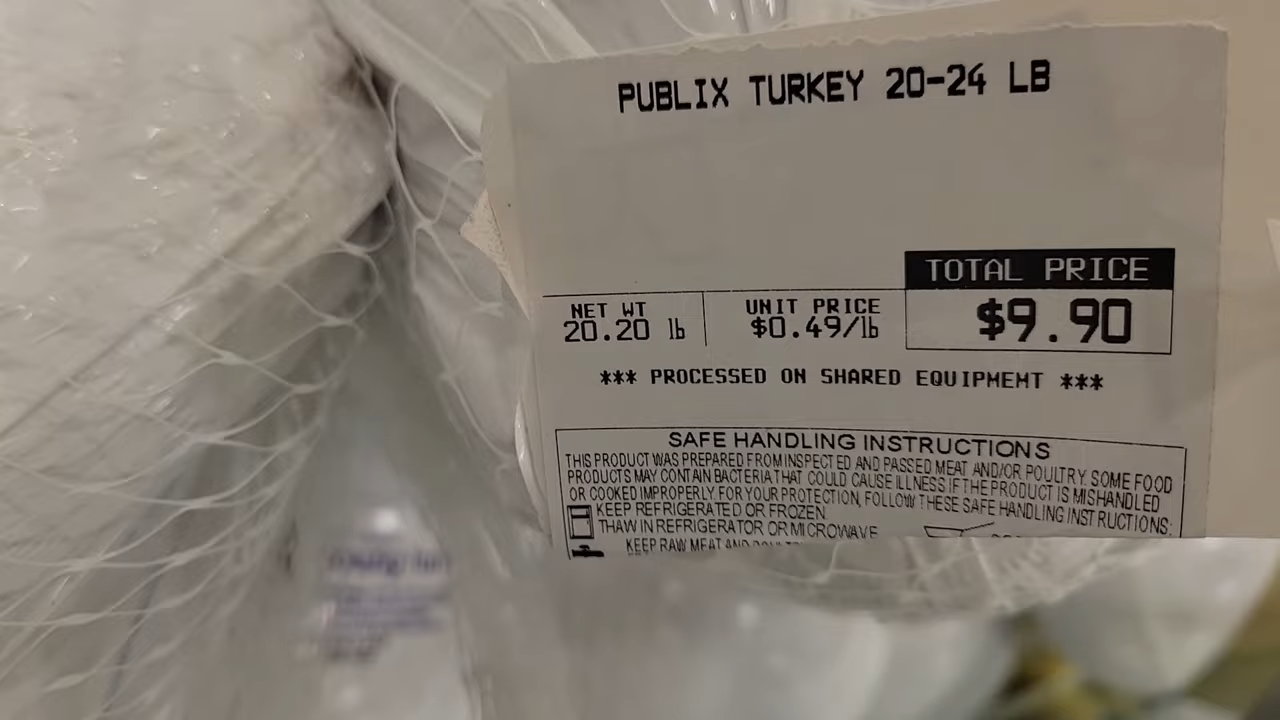 PUBLIX TURKEY 20-24 LB
TOTAL PRICE
NET WT
UNIT PRICE
20.20 lb
$0.49/lb
$9.90
*** PROCESSED ON SHARED EQUIPMENT ***
SAFE HANDLING INSTRUCTIONS
THIS PRODUCT WAS PREPARED FROM INSPECTED AND PASSED MEAT AND/OR POULTRY. SOME FOOD
PRODUCTS MAY CONTAIN BACTERIA THAT COULD CAUSE ILLNESS IF THE PRODUCT IS MISHANDLED
OR COOKED IMPROPERLY. FOR YOUR PROTECTION, FOLLOW THESE SAFE HANDLING INSTRUCTIONS:
KEEP REFRIGERATED OR FROZEN
THAW IN REFRIGERATOR OR MICROWAVE
KEEP RAW MEAT AND